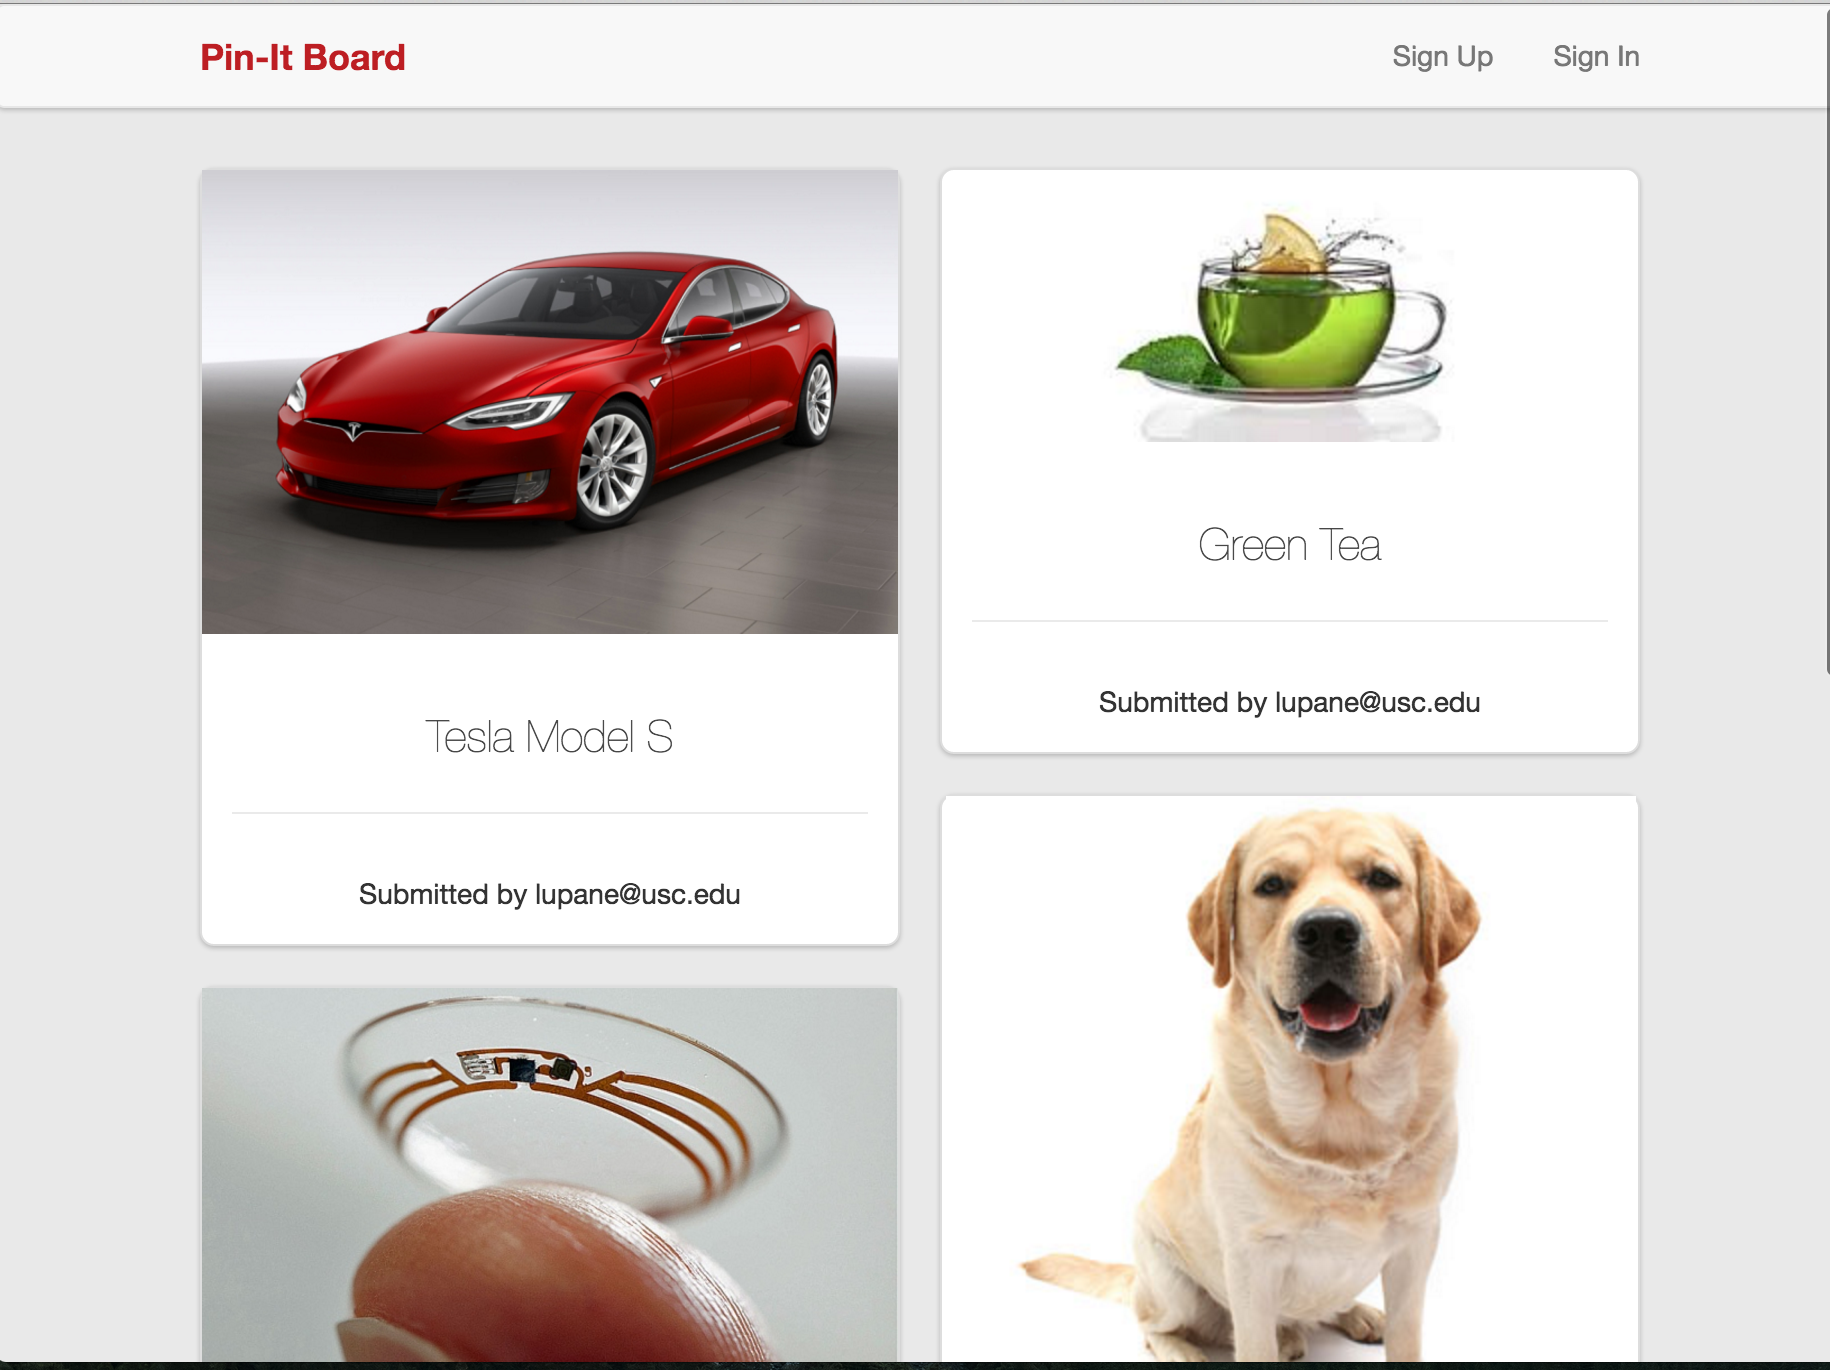 Pin-It Board
Sign Up
Sign In
Tesla Model S
Submitted by lupane@usc.edu
Green Tea
Submitted by lupane@usc.edu